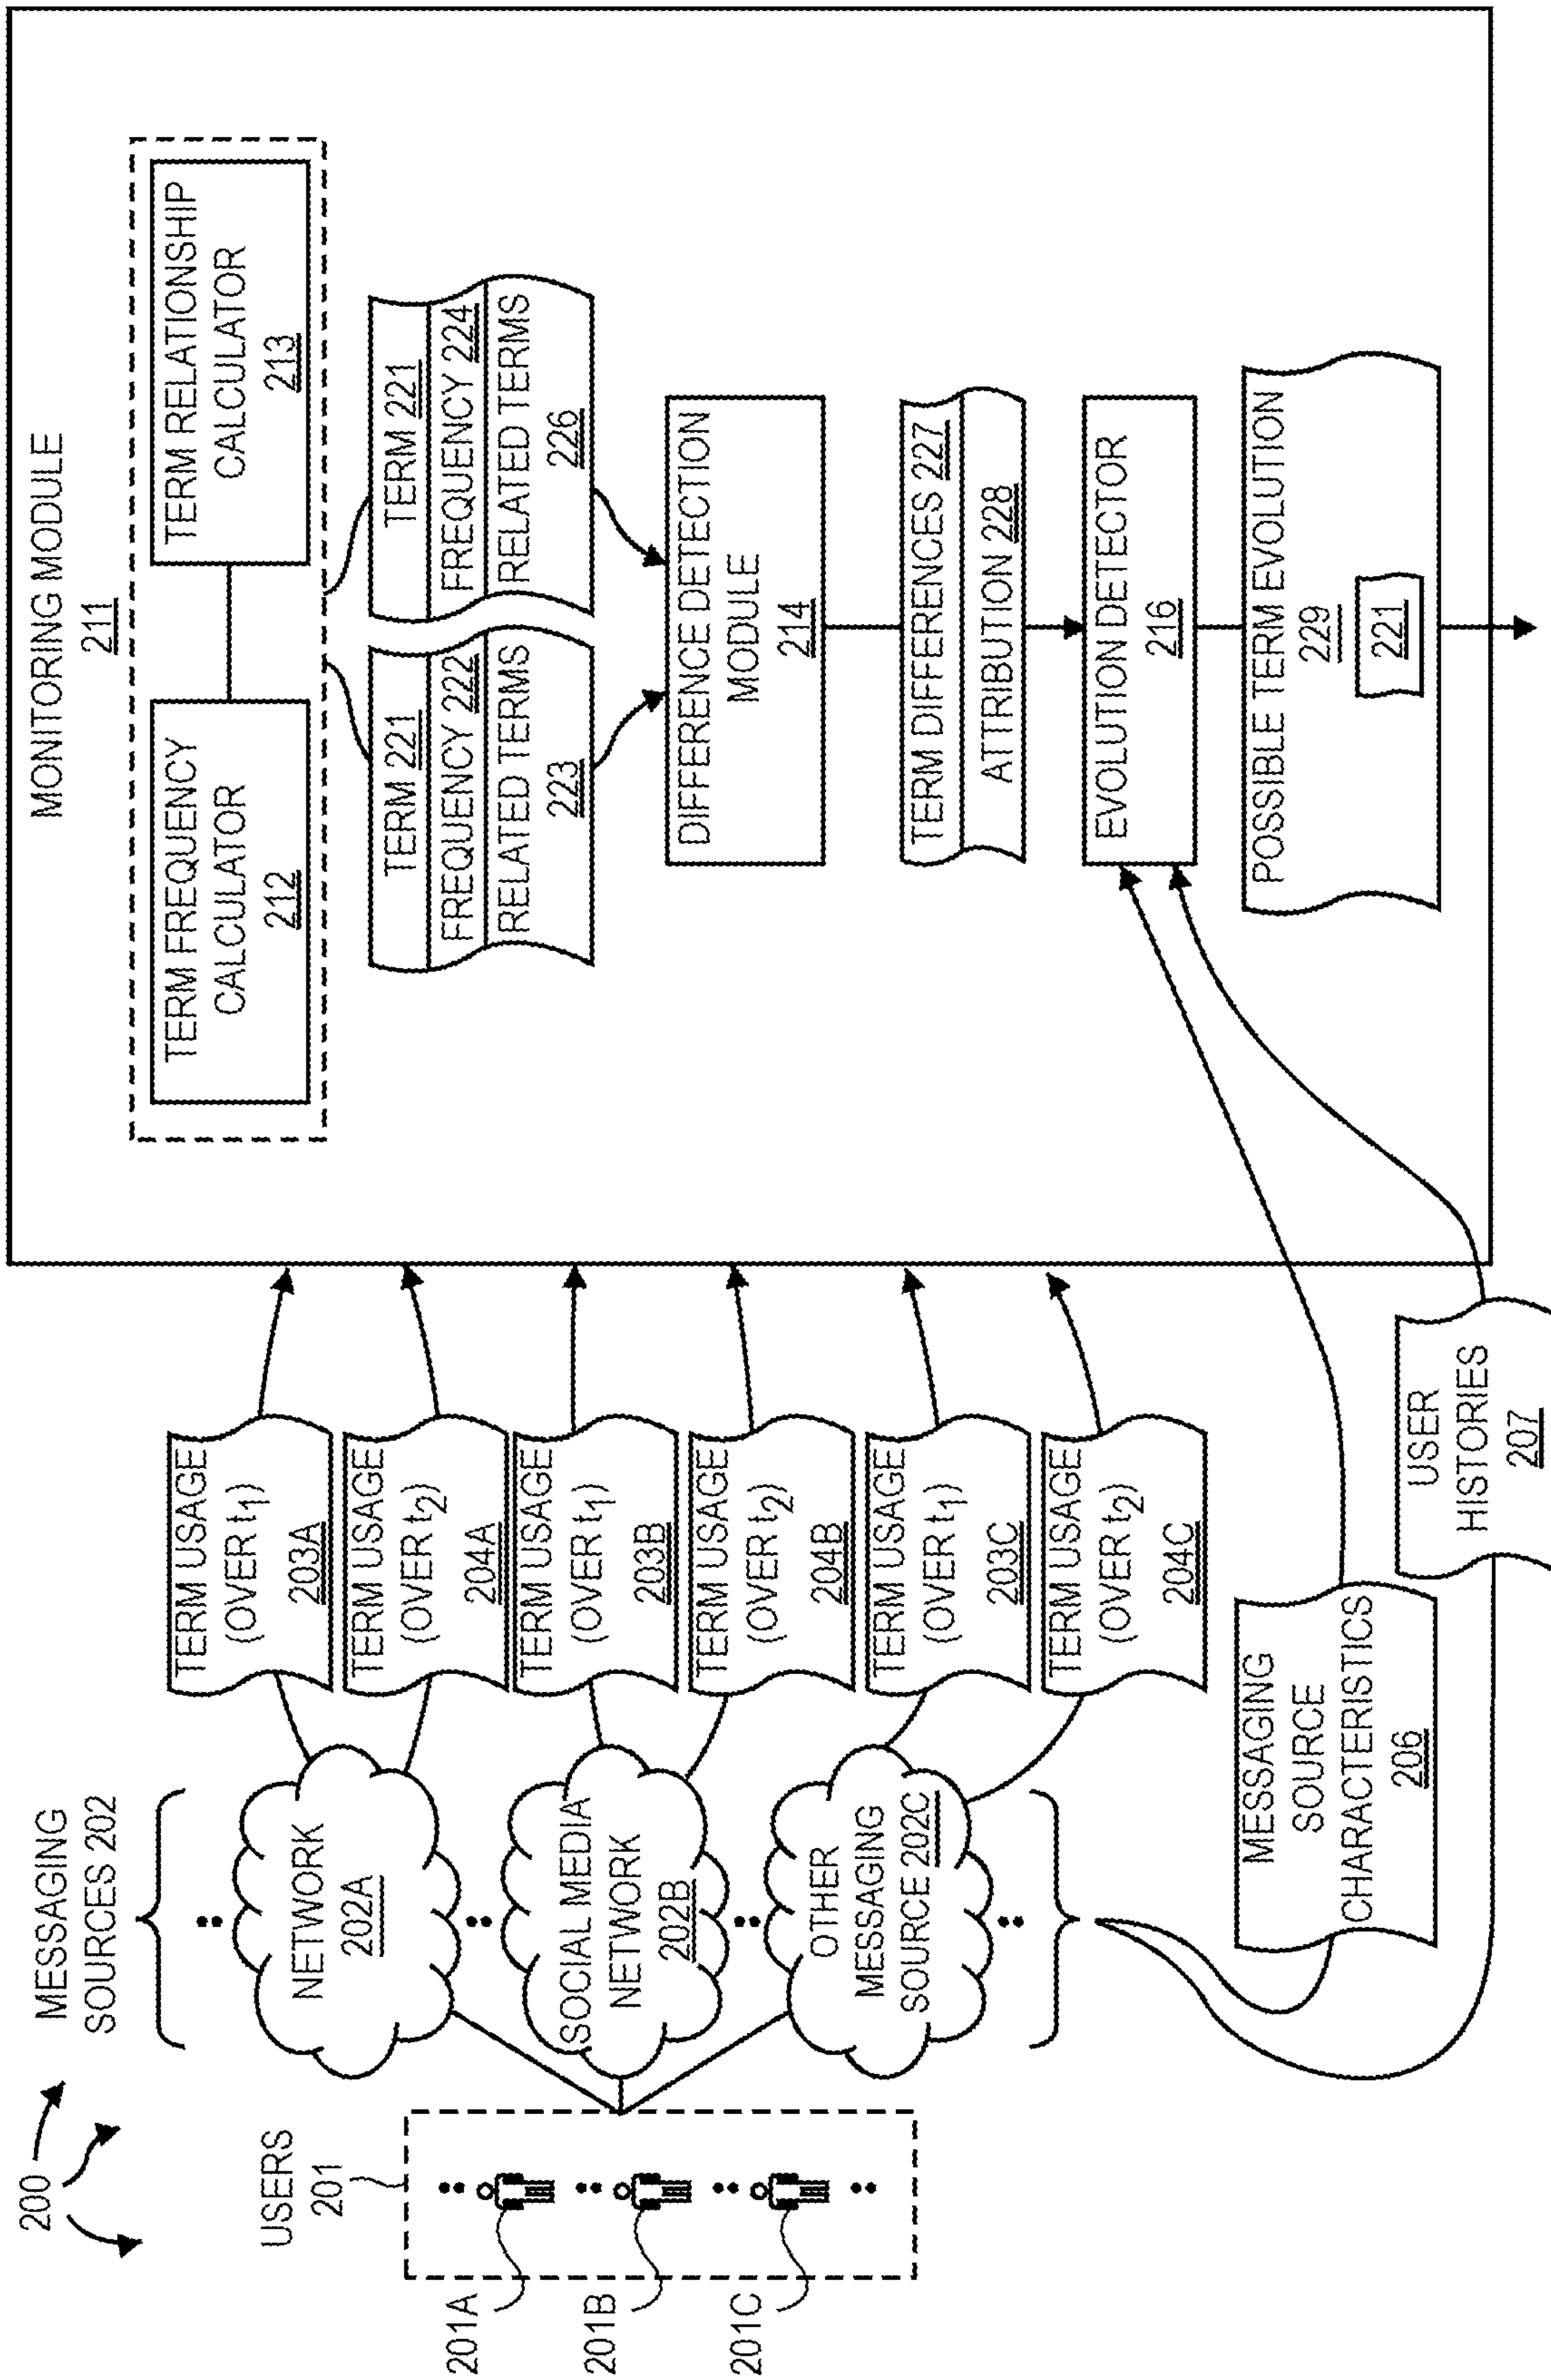 200
USERS
201
201A
201B
201C
MESSAGING
SOURCES 202
NETWORK
202A
SOCIAL MEDIA
NETWORK
202B
OTHER
MESSAGING
SOURCE 202C
TERM USAGE
(OVER t1)
203A
TERM USAGE
(OVER t2)
204A
TERM USAGE
(OVER t1)
203B
TERM USAGE
(OVER t2)
204B
TERM USAGE
(OVER t1)
203C
TERM USAGE
(OVER t2)
204C
MESSAGING
SOURCE
CHARACTERISTICS
206
USER
HISTORIES
207
MONITORING MODULE
211
TERM FREQUENCY
CALCULATOR
212
TERM RELATIONSHIP
CALCULATOR
213
TERM 221
FREQUENCY 222
RELATED TERMS
223
TERM 221
FREQUENCY 224
RELATED TERMS
226
DIFFERENCE DETECTION
MODULE
214
TERM DIFFERENCES 227
ATTRIBUTION 228
EVOLUTION DETECTOR
216
POSSIBLE TERM EVOLUTION
229
221